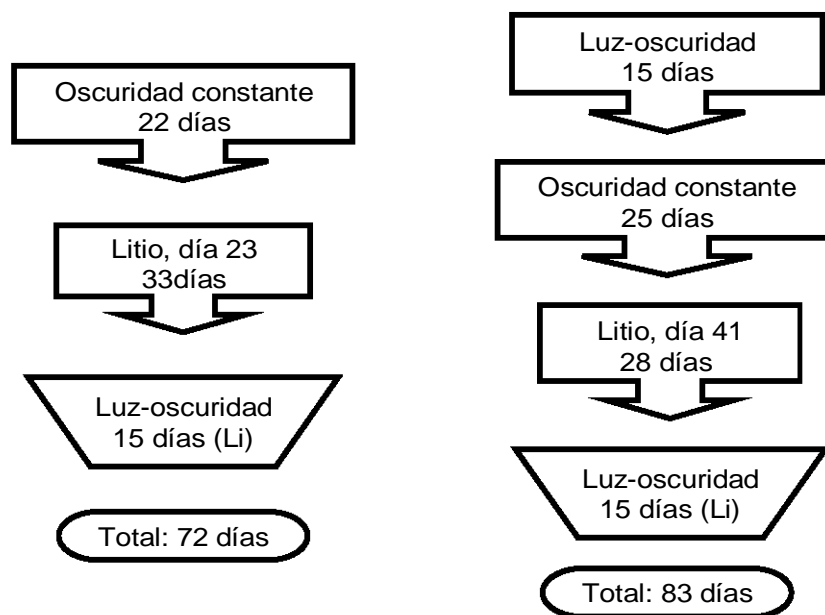 Oscuridad constante
22 días
Litio, día 23
33días
Luz-oscuridad
15 días (Li)
Total: 72 días
Luz-oscuridad
15 días
Oscuridad constante
25 días
Litio, día 41
28 días
Luz-oscuridad
15 días (Li)
Total: 83 días